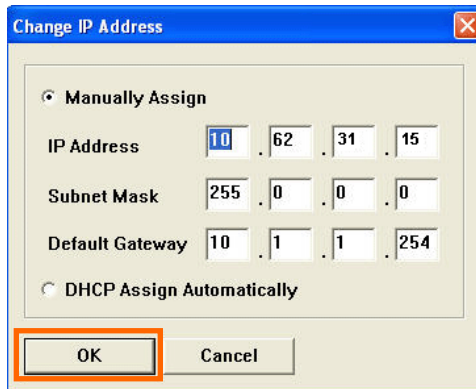 Change IP Address
Manually Assign
IP Address 10 . 62 . 31 . 15
Subnet Mask 255 . 0 . 0 . 0
Default Gateway 10 . 1 . 1 . 254
DHCP Assign Automatically
OK Cancel